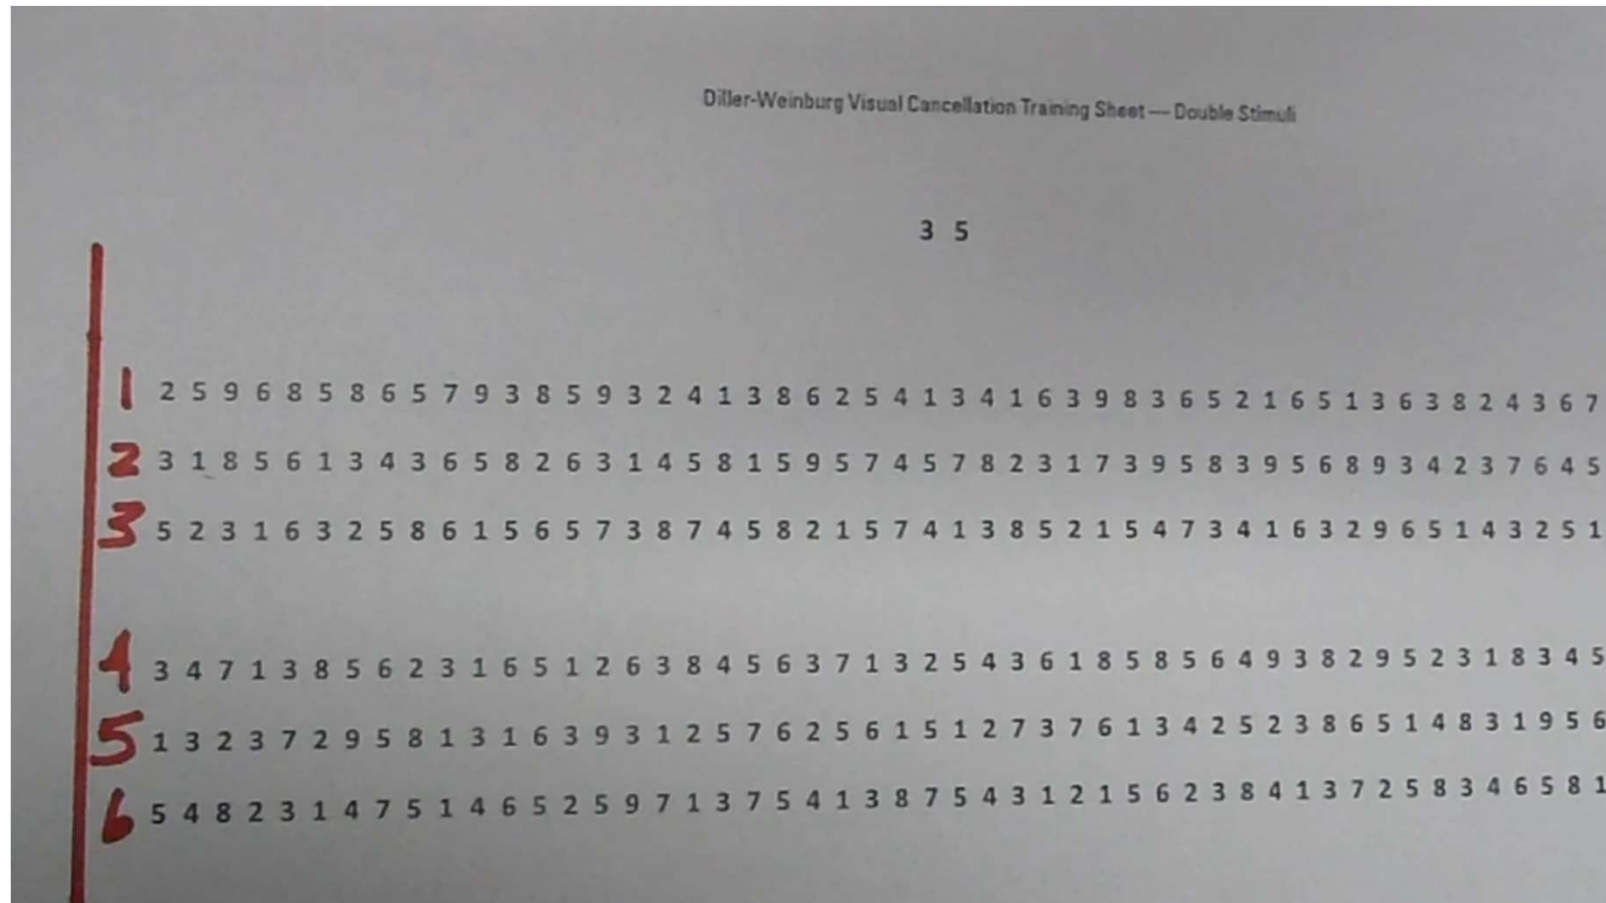 Diller-Weinburg Visual Cancellation Training Sheet — Double Stimuli
3 5
1 2 5 9 6 8 5 8 6 5 7 9 3 8 5 9 3 2 4 1 3 8 6 2 5 4 1 3 4 1 6 3 9 8 3 6 5 2 1 6 5 1 3 6 3 8 2 4 3 6 7
2 3 1 8 5 6 1 3 4 3 6 5 8 2 6 3 1 4 5 8 1 5 9 5 7 4 5 7 8 2 3 1 7 3 9 5 8 3 9 5 6 8 9 3 4 2 3 7 6 4 5
3 5 2 3 1 6 3 2 5 8 6 1 5 6 5 7 3 8 7 4 5 8 2 1 5 7 4 1 3 8 5 2 1 5 4 7 3 4 1 6 3 2 9 6 5 1 4 3 2 5 1
4 3 4 7 1 3 8 5 6 2 3 1 6 5 1 2 6 3 8 4 5 6 3 7 1 3 2 5 4 3 6 1 8 5 8 5 6 4 9 3 8 2 9 5 2 3 1 8 3 4 5
5 1 3 2 3 7 2 9 5 8 1 3 1 6 3 9 3 1 2 5 7 6 2 5 6 1 5 1 2 7 3 7 6 1 3 4 2 5 2 3 8 6 5 1 4 8 3 1 9 5 6
6 5 4 8 2 3 1 4 7 5 1 4 6 5 2 5 9 7 1 3 7 5 4 1 3 8 7 5 4 3 1 2 1 5 6 2 3 8 4 1 3 7 2 5 8 3 4 6 5 8 1